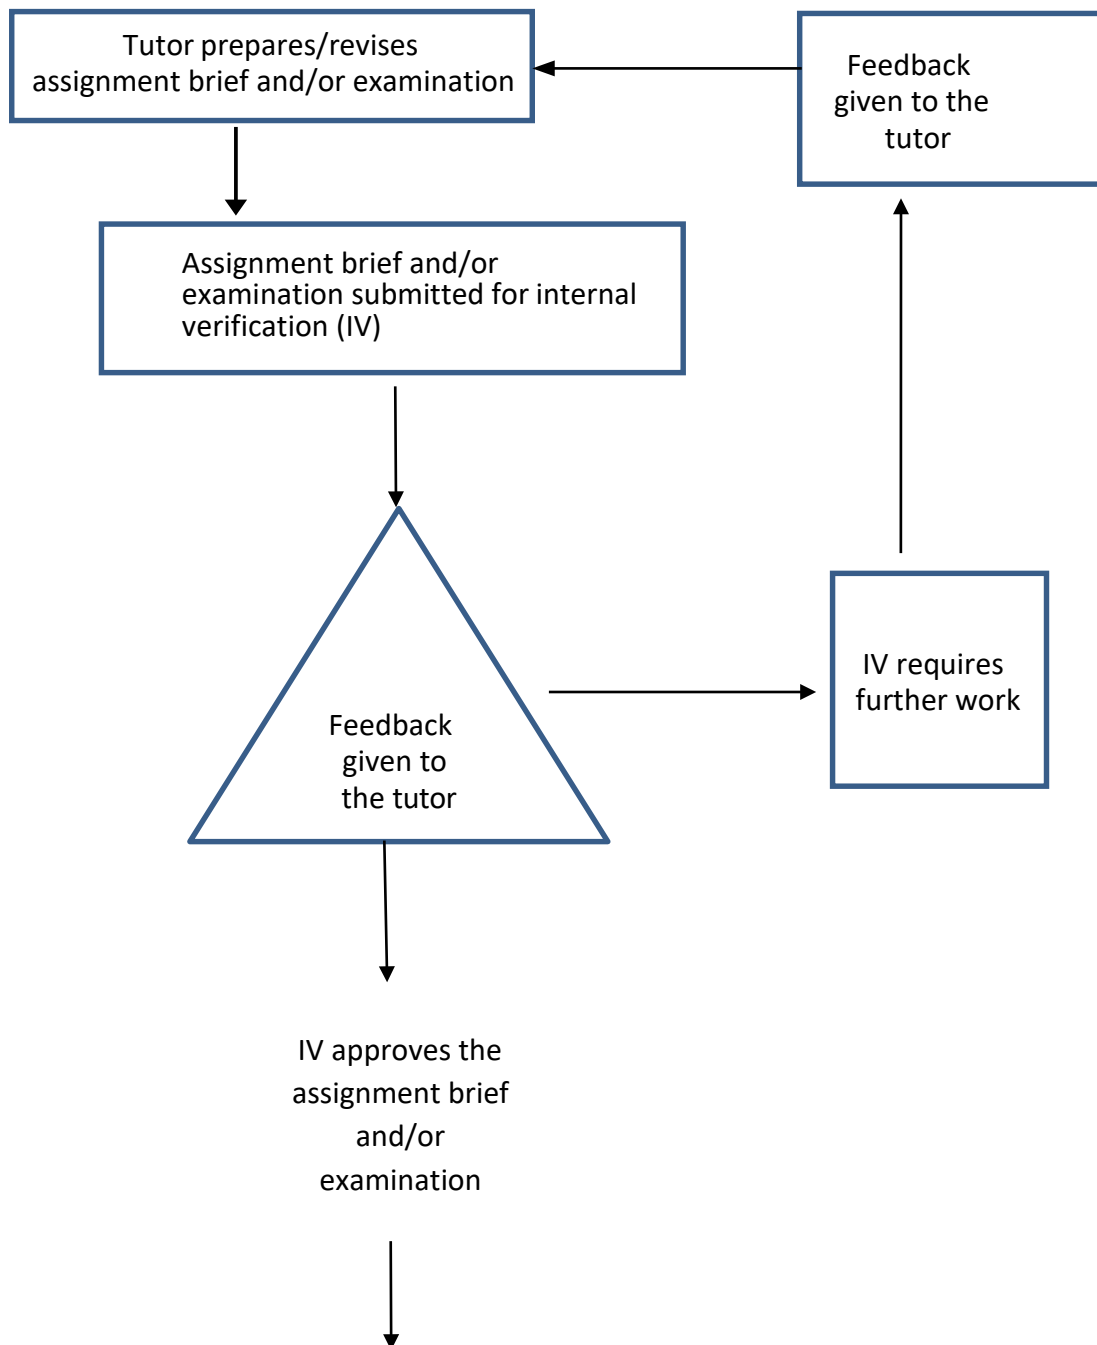 Tutor prepares/revises
assignment brief and/or examination
Feedback
given to the
tutor
Assignment brief and/or
examination submitted for internal
verification (IV)
IV requires
further work
Feedback
given to
the tutor
IV approves the
assignment brief
and/or
examination